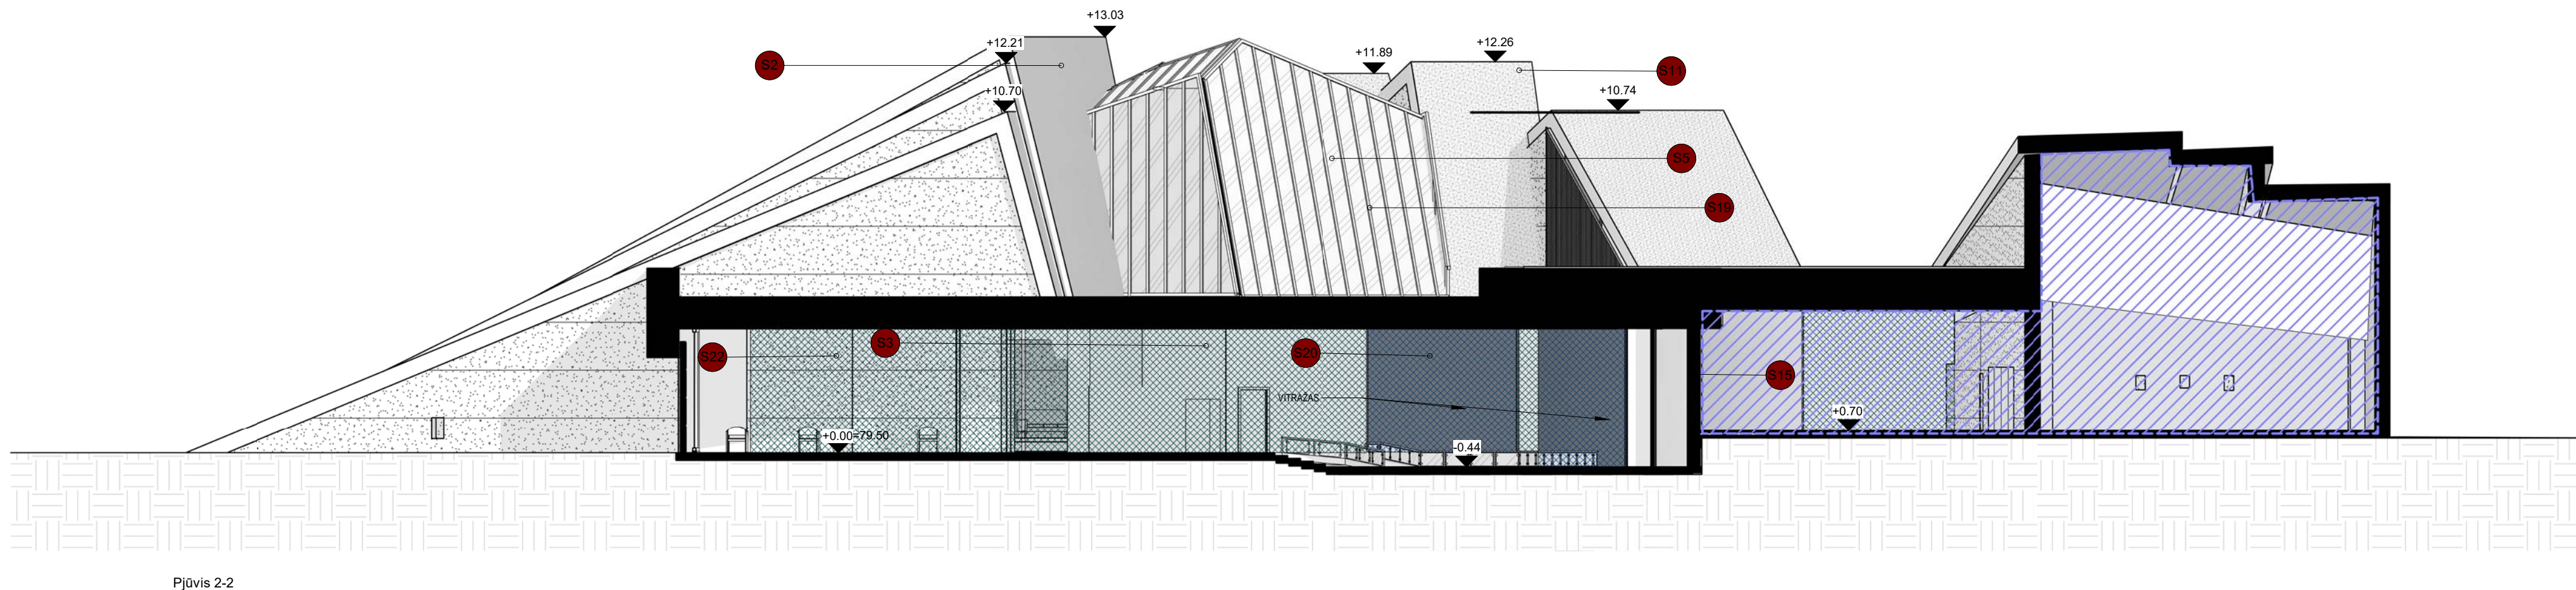 +13.03
+12.21
S2
+12.26
+11.89
S11
+10.70
+10.74
S5
S19
S22
S3
S20
S15
VITRAŽAS
+0.70
+0.00=79.50
-0.44
Pjūvis 2-2